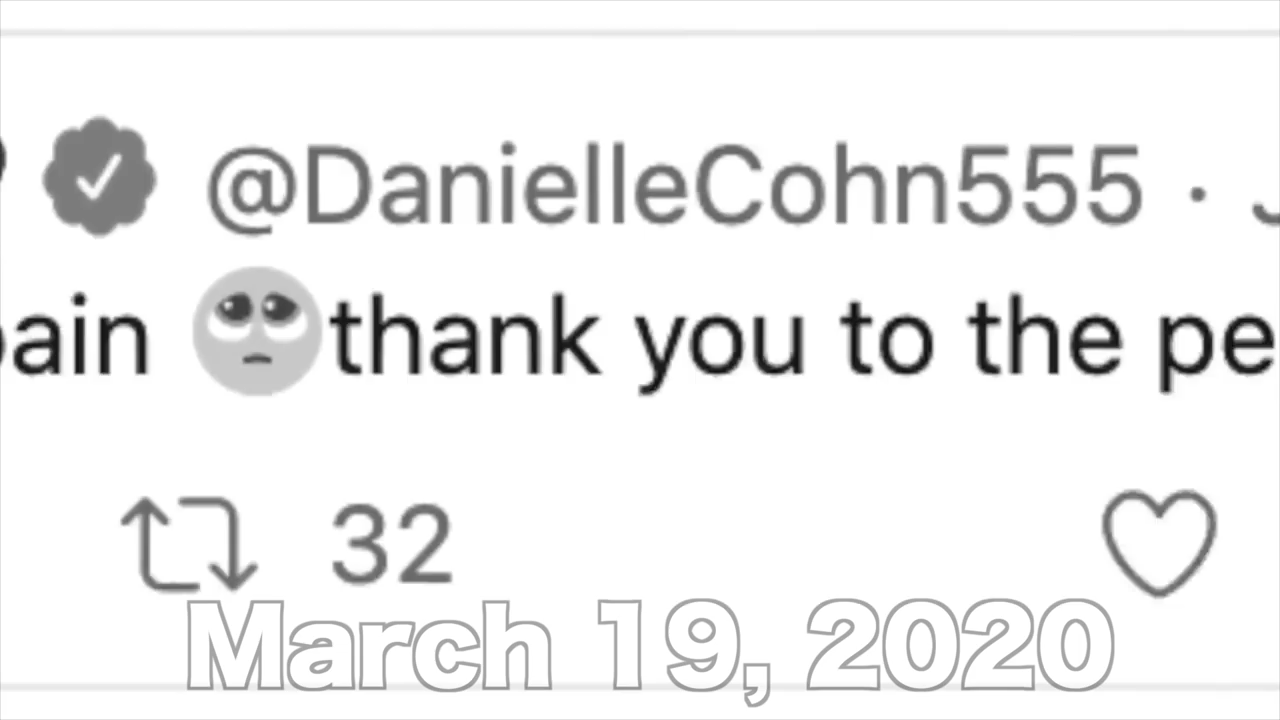 @DanielleCohn555 ·
🥺thank you to the
32
March 19, 2020